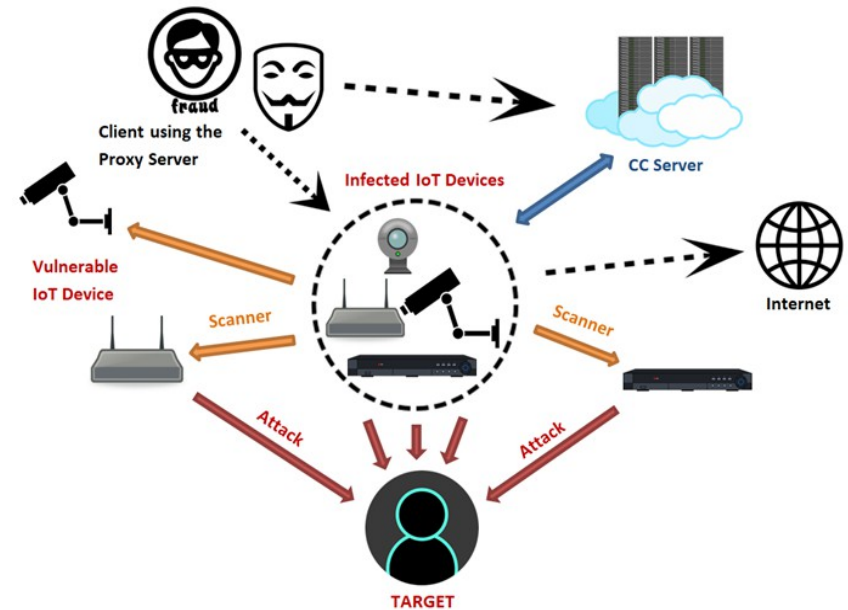 fraud
Client using the
Proxy Server
CC Server
Infected IoT Devices
Vulnerable
IoT Device
Internet
Scanner
Scanner
Attack
Attack
TARGET